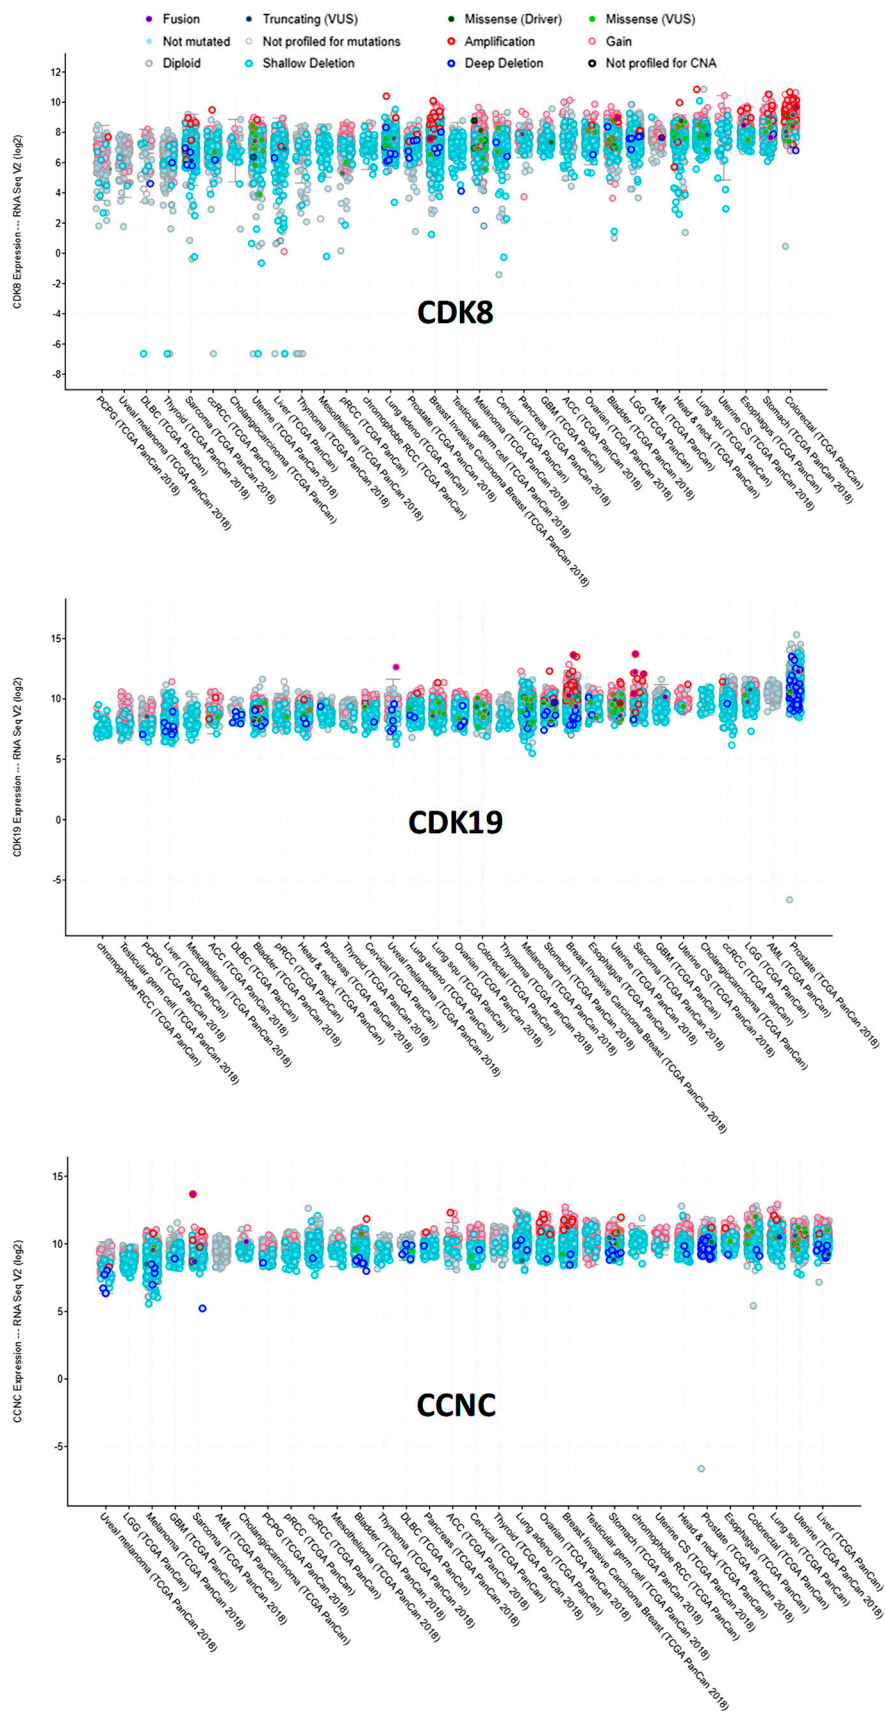 Fusion
Truncating (VUS)
Missense (Driver)
Missense (VUS)
Not mutated
Not profiled for mutations
Amplification
Gain
Diploid
Shallow Deletion
Deep Deletion
Not profiled for CNA
CDK8 Expression --- RNA Seq V2 (log2)
12
10
8
6
4
2
0
-2
-4
-6
-8
CDK8
PCPG (TCGA PanCan 2018)
Uveal melanoma (TCGA PanCan 2018)
DLBC (TCGA PanCan)
Thyroid (TCGA PanCan 2018)
Sarcoma (TCGA PanCan 2018)
ccRCC (TCGA PanCan)
Cholangiocarcinoma (TCGA PanCan)
Uterine (TCGA PanCan 2018)
Liver (TCGA PanCan)
Thymoma (TCGA PanCan 2018)
Mesothelioma (TCGA PanCan 2018)
pRCC (TCGA PanCan)
chromophobe RCC (TCGA PanCan)
Lung adeno (TCGA PanCan)
Prostate (TCGA PanCan 2018)
Breast Invasive Carcinoma Breast (TCGA PanCan 2018)
Testicular germ cell (TCGA PanCan 2018)
Melanoma (TCGA PanCan 2018)
Cervical (TCGA PanCan 2018)
Pancreas (TCGA PanCan 2018)
GBM (TCGA PanCan)
ACC (TCGA PanCan 2018)
Ovarian (TCGA PanCan 2018)
Bladder (TCGA PanCan 2018)
LGG (TCGA PanCan)
AML (TCGA PanCan)
Head & neck (TCGA PanCan)
Lung squ (TCGA PanCan)
Uterine CS (TCGA PanCan 2018)
Esophagus (TCGA PanCan)
Stomach (TCGA PanCan 2018)
Colorectal (TCGA PanCan)
CDK19 Expression --- RNA Seq V2 (log2)
15
10
5
0
-5
CDK19
chromophobe RCC (TCGA PanCan)
Testicular germ cell (TCGA PanCan 2018)
PCPG (TCGA PanCan 2018)
Liver (TCGA PanCan)
Mesothelioma (TCGA PanCan 2018)
ACC (TCGA PanCan 2018)
DLBC (TCGA PanCan)
Bladder (TCGA PanCan 2018)
pRCC (TCGA PanCan)
Head & neck (TCGA PanCan)
Pancreas (TCGA PanCan 2018)
Thyroid (TCGA PanCan 2018)
Cervical (TCGA PanCan 2018)
Uveal melanoma (TCGA PanCan 2018)
Lung adeno (TCGA PanCan)
Lung squ (TCGA PanCan)
Ovarian (TCGA PanCan 2018)
Colorectal (TCGA PanCan)
Thymoma (TCGA PanCan 2018)
Melanoma (TCGA PanCan 2018)
Stomach (TCGA PanCan 2018)
Breast Invasive Carcinoma Breast (TCGA PanCan 2018)
Esophagus (TCGA PanCan)
Uterine (TCGA PanCan 2018)
Sarcoma (TCGA PanCan 2018)
GBM (TCGA PanCan)
Uterine CS (TCGA PanCan 2018)
Cholangiocarcinoma (TCGA PanCan)
ccRCC (TCGA PanCan)
LGG (TCGA PanCan)
AML (TCGA PanCan)
Prostate (TCGA PanCan 2018)
CCNC Expression --- RNA Seq V2 (log2)
15
10
5
0
-5
CCNC
Uveal melanoma (TCGA PanCan 2018)
LGG (TCGA PanCan)
Melanoma (TCGA PanCan 2018)
GBM (TCGA PanCan)
Sarcoma (TCGA PanCan 2018)
AML (TCGA PanCan)
Cholangiocarcinoma (TCGA PanCan)
PCPG (TCGA PanCan 2018)
pRCC (TCGA PanCan)
ccRCC (TCGA PanCan)
Mesothelioma (TCGA PanCan 2018)
Bladder (TCGA PanCan 2018)
Thymoma (TCGA PanCan 2018)
DLBC (TCGA PanCan)
Pancreas (TCGA PanCan 2018)
ACC (TCGA PanCan 2018)
Cervical (TCGA PanCan 2018)
Thyroid (TCGA PanCan 2018)
Lung adeno (TCGA PanCan)
Ovarian (TCGA PanCan 2018)
Breast Invasive Carcinoma Breast (TCGA PanCan 2018)
Testicular germ cell (TCGA PanCan 2018)
Stomach (TCGA PanCan 2018)
chromophobe RCC (TCGA PanCan)
Uterine CS (TCGA PanCan 2018)
Head & neck (TCGA PanCan)
Prostate (TCGA PanCan 2018)
Esophagus (TCGA PanCan)
Colorectal (TCGA PanCan)
Lung squ (TCGA PanCan)
Uterine (TCGA PanCan 2018)
Liver (TCGA PanCan)